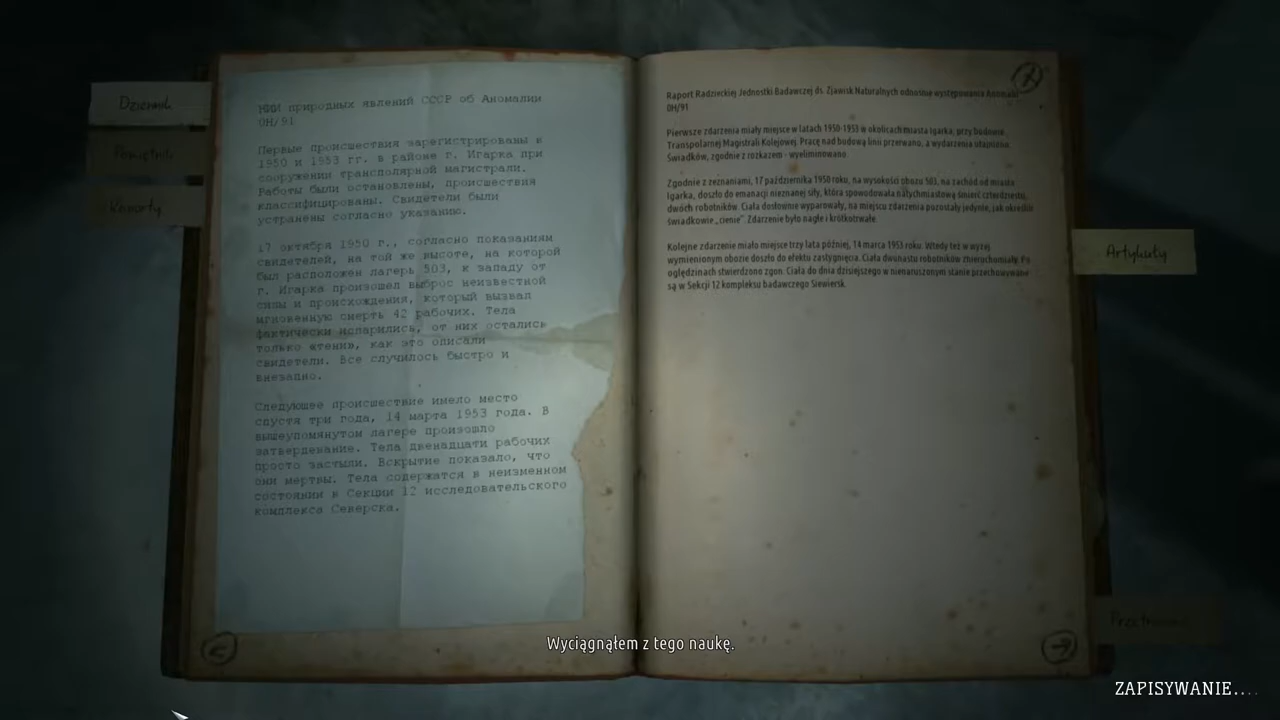 Dziennik
Pamiętnik
Komorty
НИИ природных явлений СССР об Аномалии
0H/91
Первые происшествия зарегистрированы к
1950 и 1953 гг. в районе г. Игарка при
сооружении трансполярной магистрали.
Работы были остановлены, происшествия
классифицированы. Свидетели были
устранены согласно указанию.
17 октября 1950 г., согласно показаниям
свидетелей, на той же высоте, на которой
был расположен лагерь 503, к западу от
г. Игарка произошел выброс неизвестной
силы и происхождения, который вызвал
мгновенную смерть 42 рабочих. Тела
фактически испарились, от них остались
только «тени», как это описали
свидетели. Все случилось быстро и
внезапно.
Следующее происшествие имело место
спустя три года, 14 марта 1953 года. В
вышеупомянутом лагере произошло
затвердевание. Тела двенадцати рабочих
просто застыли. Вскрытие показало, что
они мертвы. Тела содержатся в неизменном
состоянии в Секции 12 исследовательского
комплекса Северска.
Raport Radzieckiej Jednostki Badawczej ds. Zjawisk Naturalnych odnośnie występowania Anomalii
0H/91
Pierwsze zdarzenia miały miejsce w latach 1950-1953 w okolicach miasta Igarka, przy budowie
Transpolarnej Magistrali Kolejowej. Pracę nad budową linii przerwano, a wydarzenia utajniono.
Świadków, zgodnie z rozkazem - wyeliminowano.
Zgodnie z zeznaniami, 17 października 1950 roku, na wysokości obozu 503, na zachód od miasta
Igarka, doszło do emanacji nieznanej siły, która spowodowała natychmiastową śmierć czterdziestu
dwóch robotników. Ciała dosłownie wyparowały, na miejscu zdarzenia pozostały jedynie, jak określili
świadkowie „cienie". Zdarzenie było nagłe i krótkotrwałe.
Kolejne zdarzenie miało miejsce trzy lata później, 14 marca 1953 roku. Wtedy też w wyżej
wymienionym obozie doszło do efektu zastygnięcia. Ciała dwunastu robotników znieruchomiały. Po
oględzinach stwierdzono zgon. Ciała do dnia dzisiejszego w nienaruszonym stanie przechowywane
są w Sekcji 12 kompleksu badawczego Siewiersk.
Artykuły
Wyciągnąłem z tego naukę.
ZAPISYWANIE....